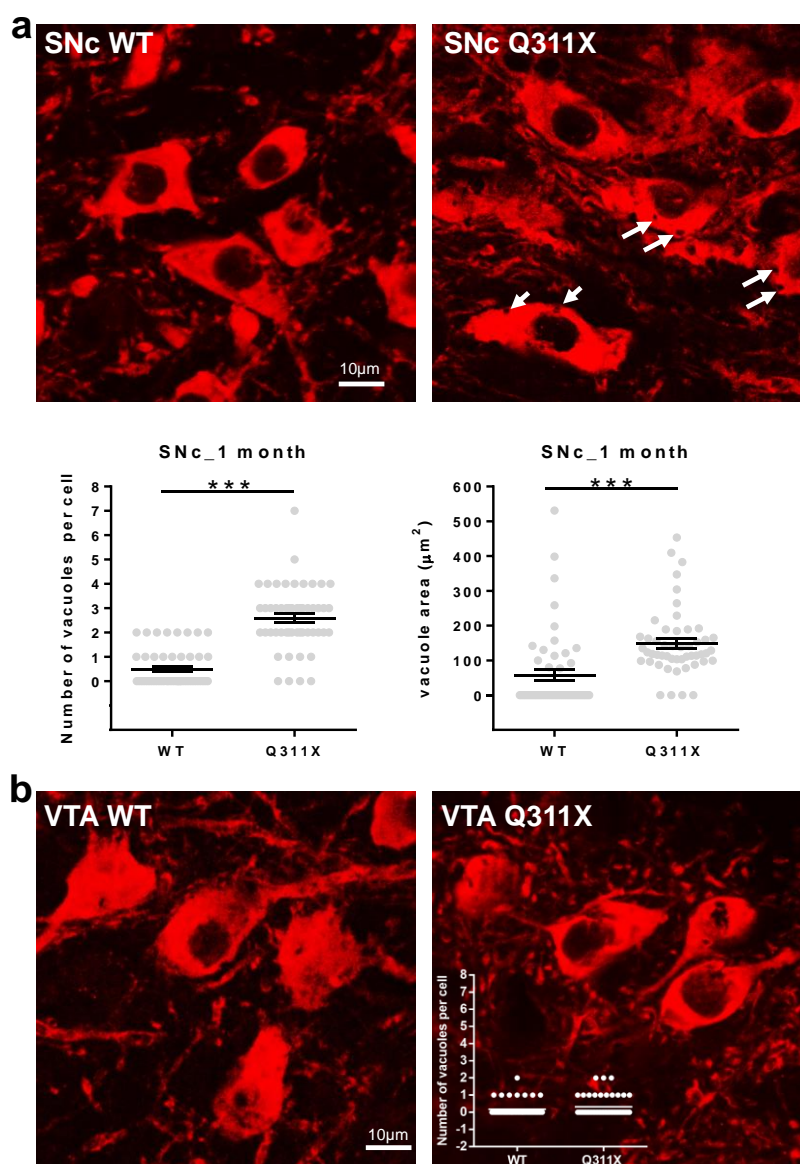 a
SNc WT
SNc Q311X
10µm
SNc_1 month
Number of vacuoles per cell
8
7
6
5
4
3
2
1
0
***
WT
Q311X
SNc_1 month
vacuole area (µm²)
600
500
400
300
200
100
0
***
WT
Q311X
b
VTA WT
VTA Q311X
10µm
Number of vacuoles per cell
8
7
6
5
4
3
2
1
0
-1
-2
WT
Q311X